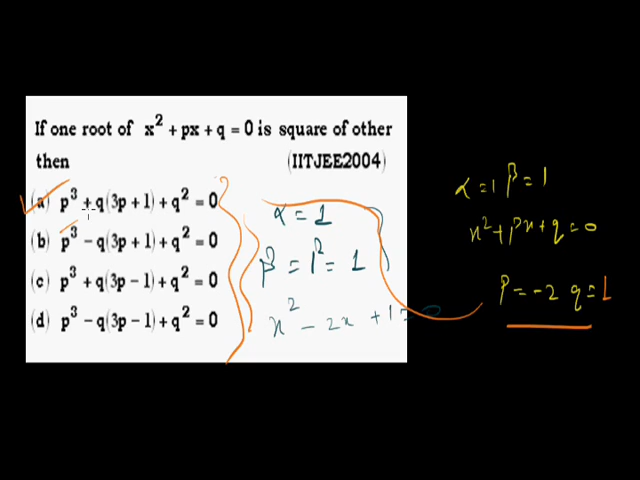 If one root of x² + px + q = 0 is square of other
then (IITJEE2004)
(a) p³ + q(3p + 1) + q² = 0
(b) p³ − q(3p + 1) + q² = 0
(c) p³ + q(3p − 1) + q² = 0
(d) p³ − q(3p − 1) + q² = 0
α = 1
β = 1² = 1
x² − 2x + 1 = 0
α = 1 β = 1
x² + px + q = 0
p = −2 q = 1